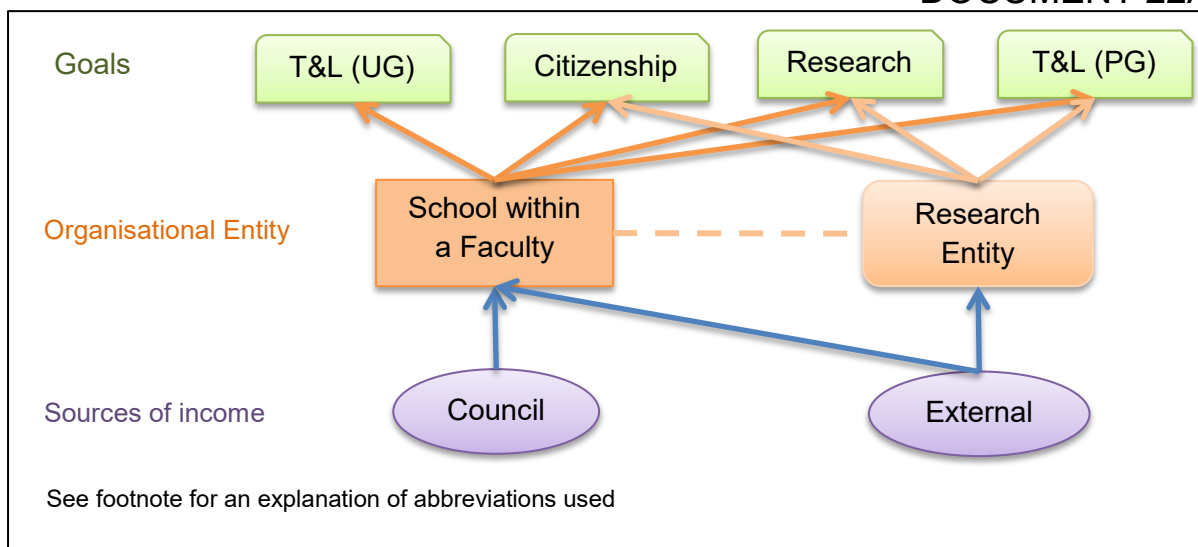 Goals
T&L (UG)
Citizenship
Research
T&L (PG)
Organisational Entity
School within
a Faculty
Research
Entity
Sources of income
Council
External
See footnote for an explanation of abbreviations used